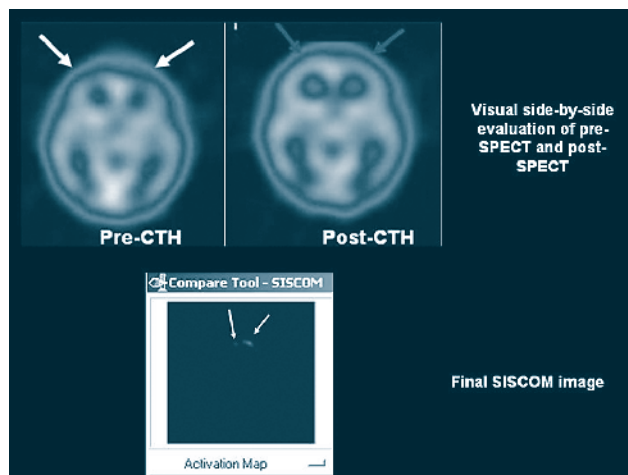 Visual side-by-side
evaluation of pre-
SPECT and post-
SPECT
Pre-CTH
Post-CTH
Compare Tool - SISCOM
Final SISCOM image
Activation Map